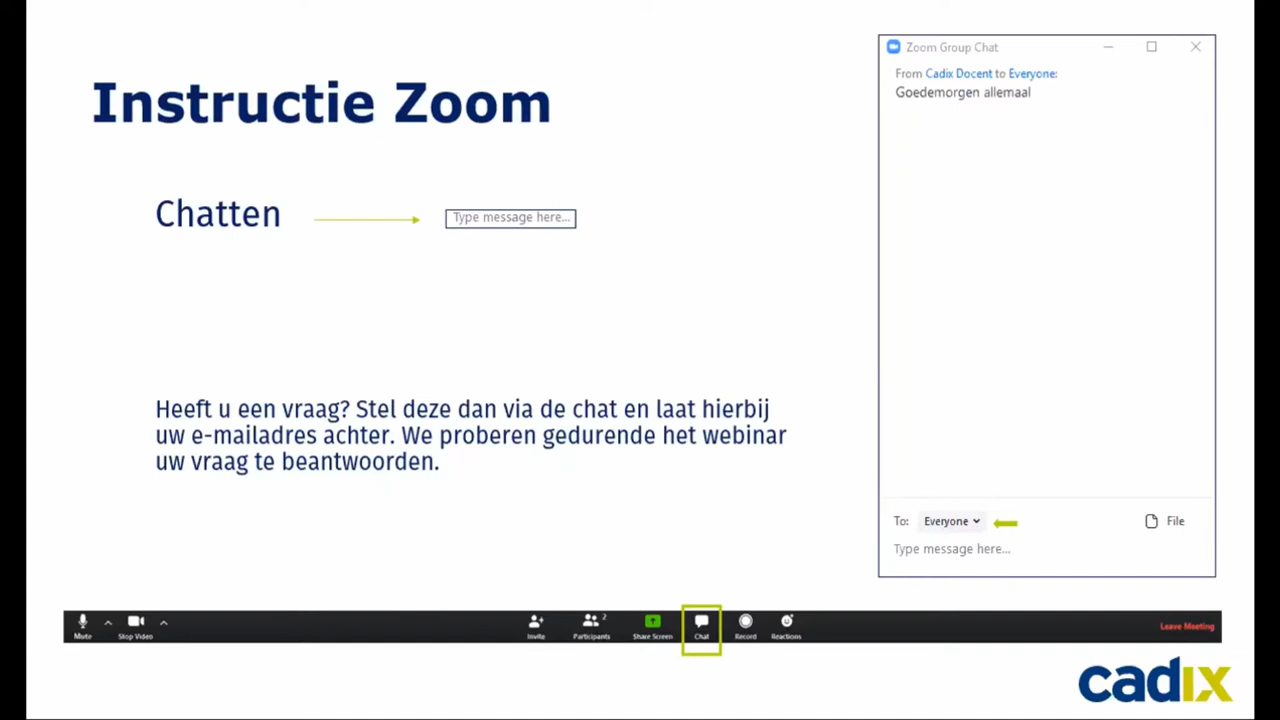 Instructie Zoom
Chatten
Type message here...
Heeft u een vraag? Stel deze dan via de chat en laat hierbij
uw e-mailadres achter. We proberen gedurende het webinar
uw vraag te beantwoorden.
Zoom Group Chat
From Cadix Docent to Everyone:
Goedemorgen allemaal
To: Everyone File
Type message here...
Mute Stop Video Invite Participants 2 Share Screen Chat Record Reactions Leave Meeting
cadix